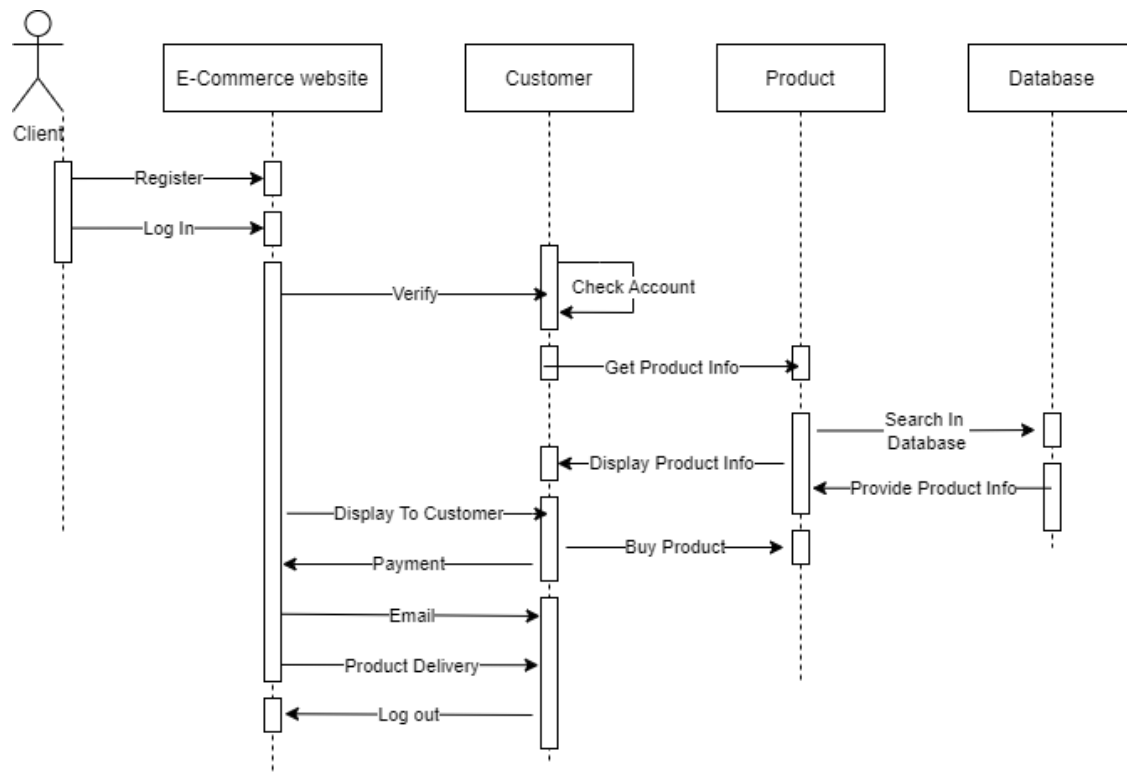 E-Commerce website
Customer
Product
Database
Client
Register
Log In
Check Account
Verify
Get Product Info
Search In
Database
Display Product Info
Provide Product Info
Display To Customer
Buy Product
Payment
Email
Product Delivery
Log out